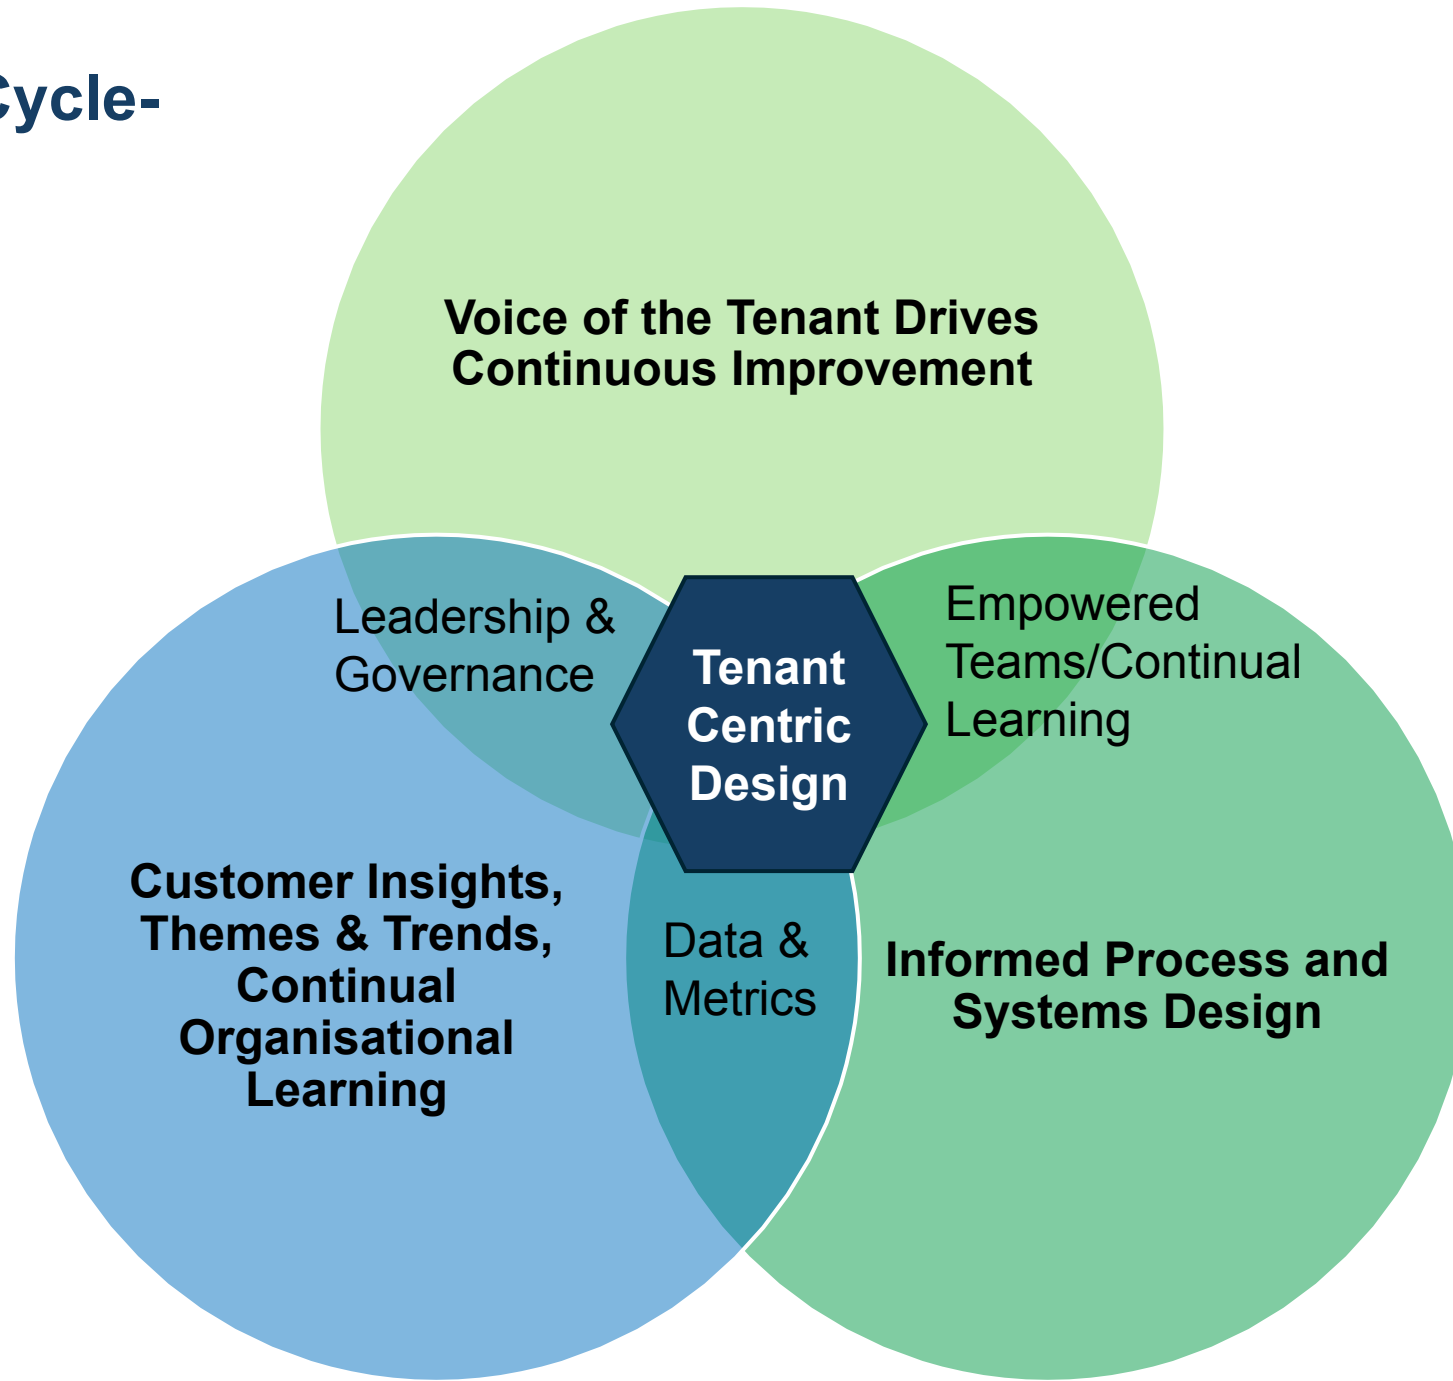 Cycle-
Voice of the Tenant Drives
Continuous Improvement
Leadership &
Governance
Tenant
Centric
Design
Empowered
Teams/Continual
Learning
Customer Insights,
Themes & Trends,
Continual
Organisational
Learning
Data &
Metrics
Informed Process and
Systems Design